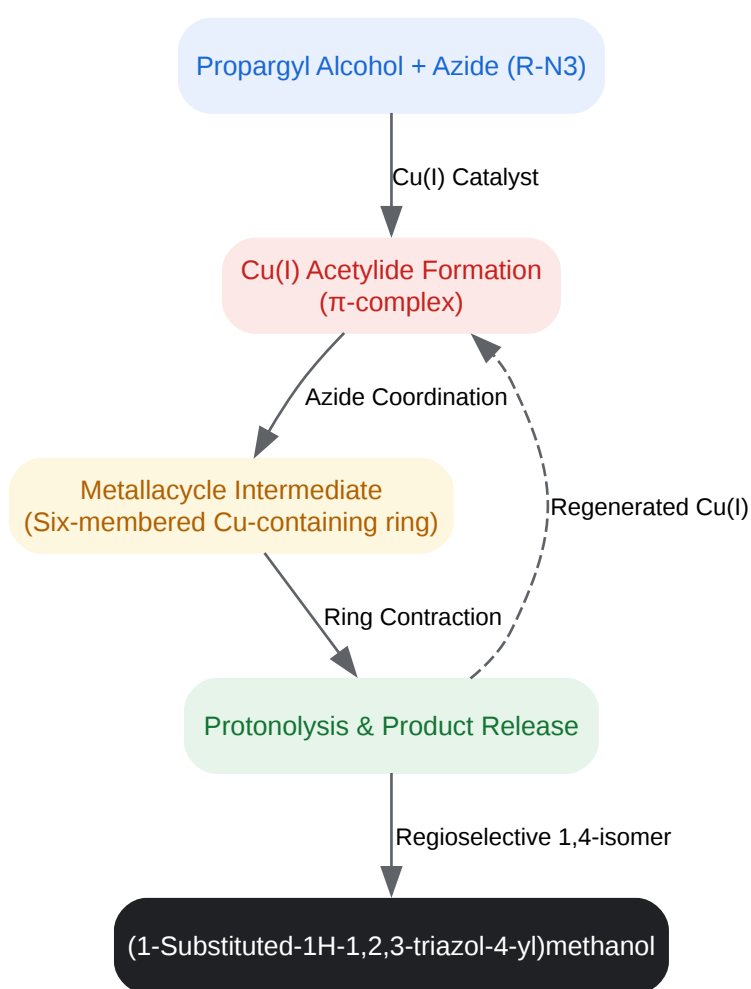 Propargyl Alcohol + Azide (R-N3)
Cu(I) Catalyst
Cu(I) Acetylide Formation
(π-complex)
Azide Coordination
Metallacycle Intermediate
(Six-membered Cu-containing ring)
Regenerated Cu(I)
Ring Contraction
Protonolysis & Product Release
Regioselective 1,4-isomer
(1-Substituted-1H-1,2,3-triazol-4-yl)methanol